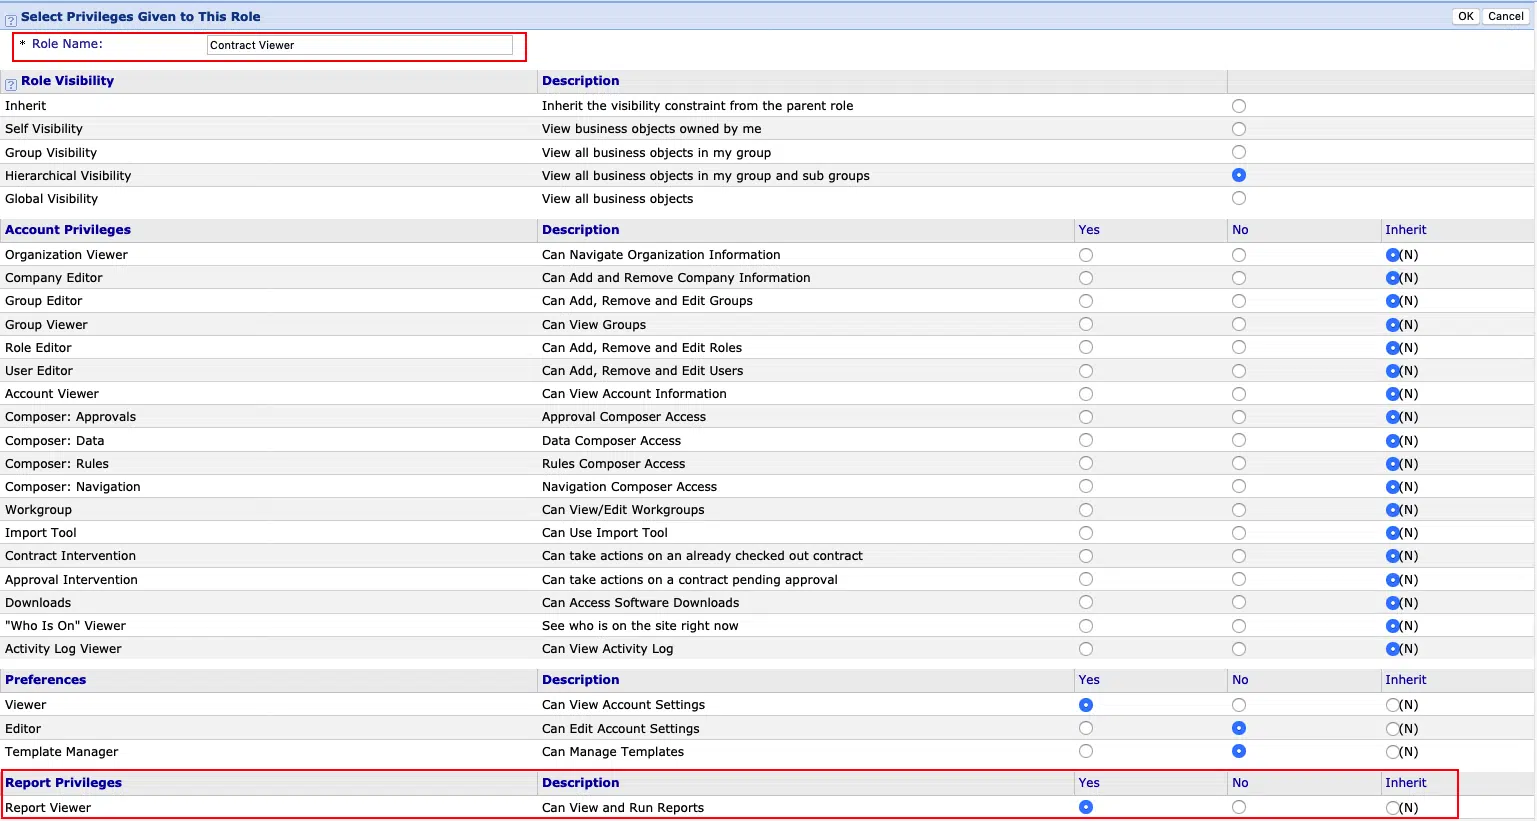 Select Privileges Given to This Role OK Cancel
* Role Name: Contract Viewer
Role Visibility Description
Inherit Inherit the visibility constraint from the parent role
Self Visibility View business objects owned by me
Group Visibility View all business objects in my group
Hierarchical Visibility View all business objects in my group and sub groups
Global Visibility View all business objects
Account Privileges Description Yes No Inherit
Organization Viewer Can Navigate Organization Information (N)
Company Editor Can Add and Remove Company Information (N)
Group Editor Can Add, Remove and Edit Groups (N)
Group Viewer Can View Groups (N)
Role Editor Can Add, Remove and Edit Roles (N)
User Editor Can Add, Remove and Edit Users (N)
Account Viewer Can View Account Information (N)
Composer: Approvals Approval Composer Access (N)
Composer: Data Data Composer Access (N)
Composer: Rules Rules Composer Access (N)
Composer: Navigation Navigation Composer Access (N)
Workgroup Can View/Edit Workgroups (N)
Import Tool Can Use Import Tool (N)
Contract Intervention Can take actions on an already checked out contract (N)
Approval Intervention Can take actions on a contract pending approval (N)
Downloads Can Access Software Downloads (N)
"Who Is On" Viewer See who is on the site right now (N)
Activity Log Viewer Can View Activity Log (N)
Preferences Description Yes No Inherit
Viewer Can View Account Settings (N)
Editor Can Edit Account Settings (N)
Template Manager Can Manage Templates (N)
Report Privileges Description Yes No Inherit
Report Viewer Can View and Run Reports (N)